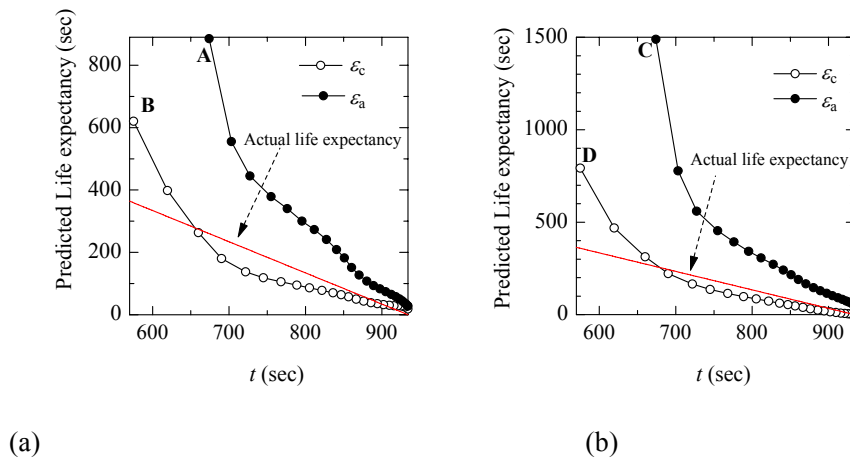 Predicted Life expectancy (sec)
800
600
400
200
0
A
B
εc
εa
Actual life expectancy
600
700
800
900
t (sec)
(a)
Predicted Life expectancy (sec)
1500
1000
500
0
C
D
εc
εa
Actual life expectancy
600
700
800
900
t (sec)
(b)